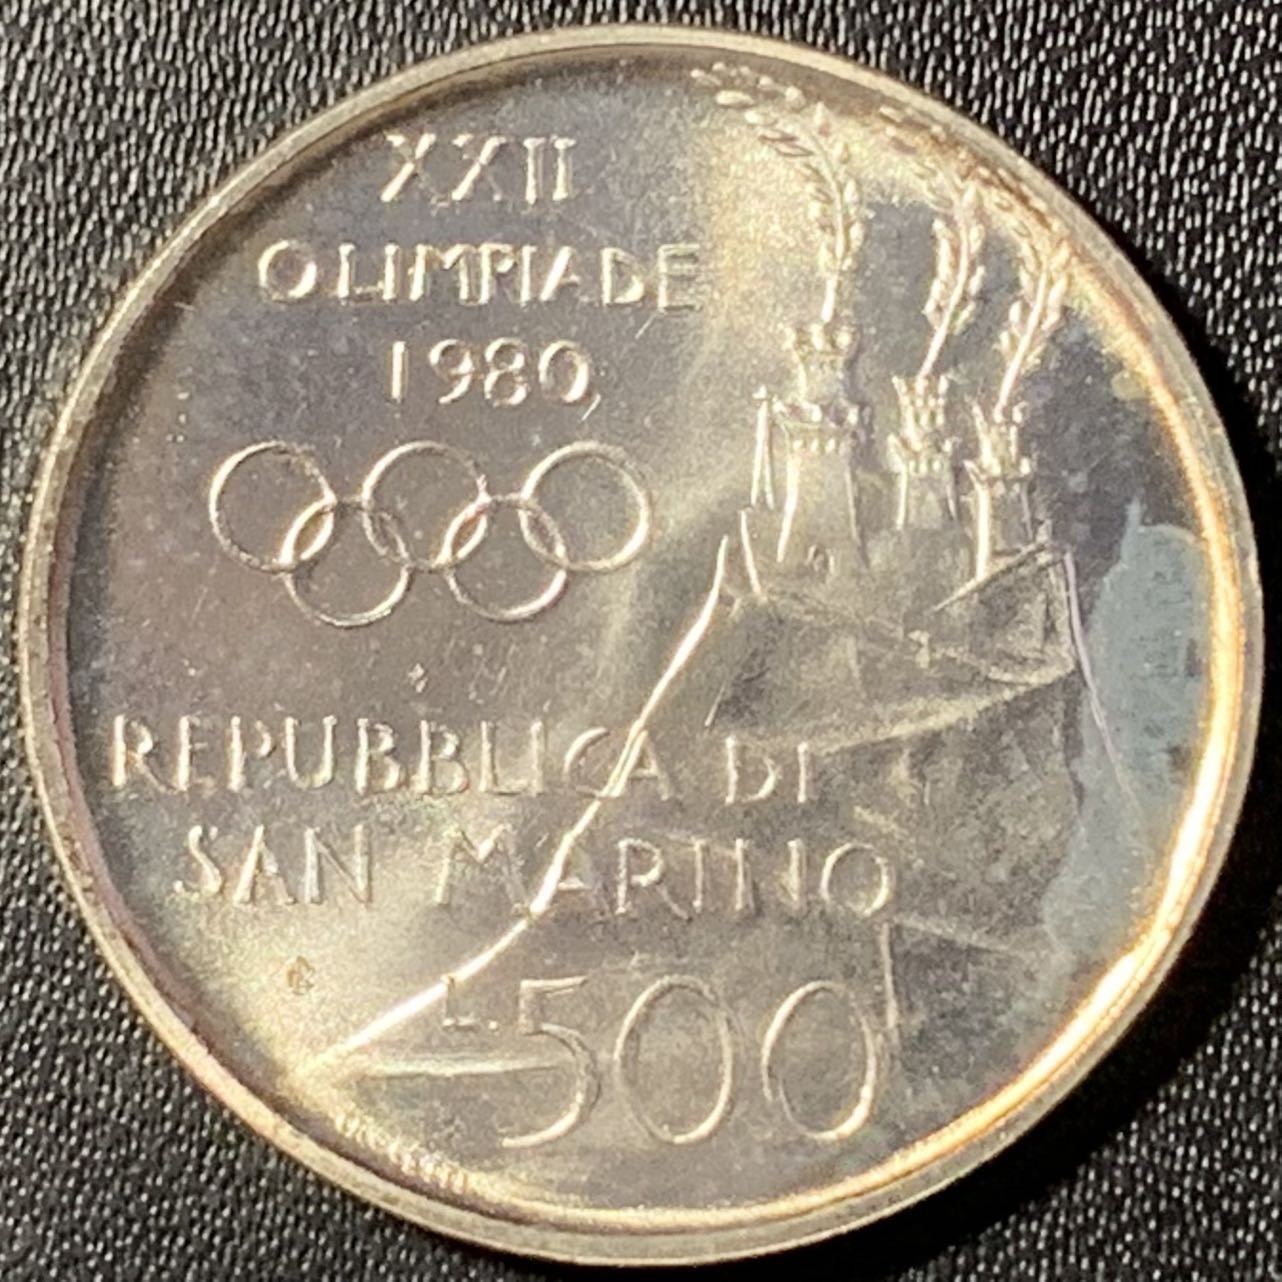 XXII
OLIMPIADE
1980
REPUBBLICA DI
SAN MARINO
L.500